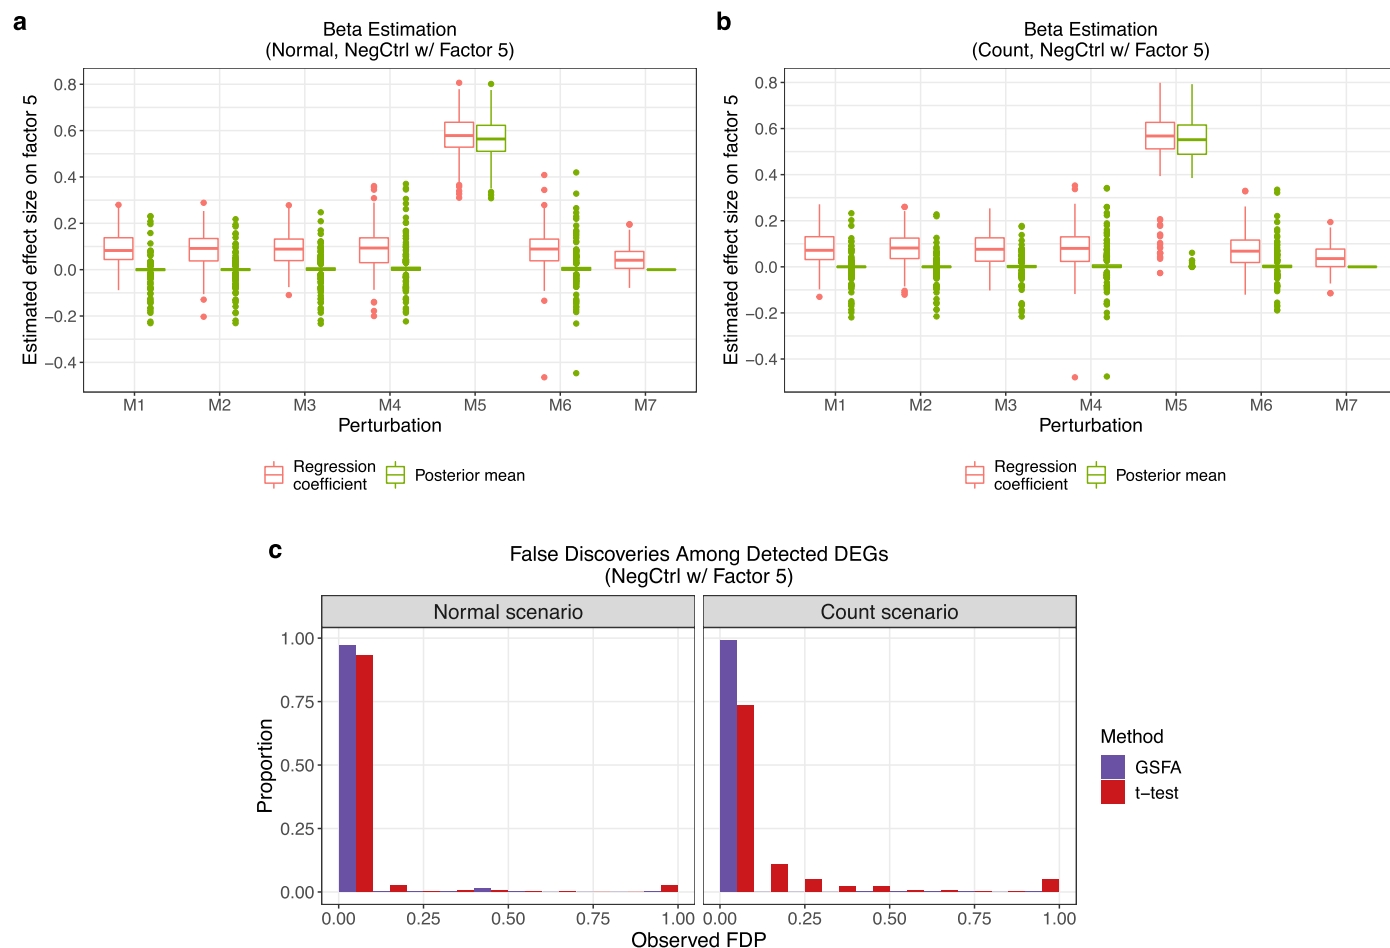 a
Beta Estimation
(Normal, NegCtrl w/ Factor 5)
Estimated effect size on factor 5
0.8
0.6
0.4
0.2
0.0
−0.2
−0.4
M1 M2 M3 M4 M5 M6 M7
Perturbation
Regression
coefficient
Posterior mean
b
Beta Estimation
(Count, NegCtrl w/ Factor 5)
Estimated effect size on factor 5
0.8
0.6
0.4
0.2
0.0
−0.2
−0.4
M1 M2 M3 M4 M5 M6 M7
Perturbation
Regression
coefficient
Posterior mean
c
False Discoveries Among Detected DEGs
(NegCtrl w/ Factor 5)
Normal scenario
Count scenario
Proportion
1.00
0.75
0.50
0.25
0.00
0.00 0.25 0.50 0.75 1.00
0.00 0.25 0.50 0.75 1.00
Observed FDP
Method
GSFA
t−test